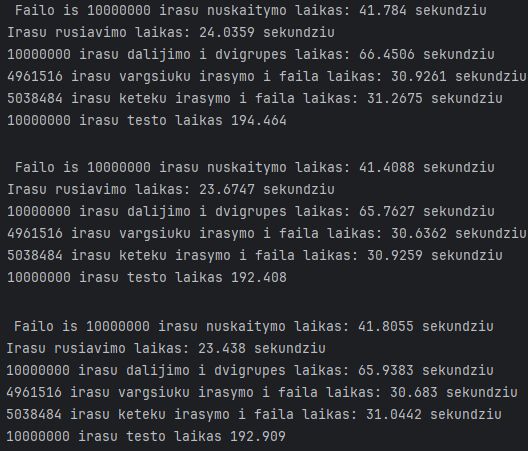 Failo is 10000000 irasu nuskaitymo laikas: 41.784 sekundziu
Irasu rusiavimo laikas: 24.0359 sekundziu
10000000 irasu dalijimo i dvigrupes laikas: 66.4506 sekundziu
4961516 irasu vargsiuku irasymo i faila laikas: 30.9261 sekundziu
5038484 irasu keteku irasymo i faila laikas: 31.2675 sekundziu
10000000 irasu testo laikas 194.464
Failo is 10000000 irasu nuskaitymo laikas: 41.4088 sekundziu
Irasu rusiavimo laikas: 23.6747 sekundziu
10000000 irasu dalijimo i dvigrupes laikas: 65.7627 sekundziu
4961516 irasu vargsiuku irasymo i faila laikas: 30.6362 sekundziu
5038484 irasu keteku irasymo i faila laikas: 30.9259 sekundziu
10000000 irasu testo laikas 192.408
Failo is 10000000 irasu nuskaitymo laikas: 41.8055 sekundziu
Irasu rusiavimo laikas: 23.438 sekundziu
10000000 irasu dalijimo i dvigrupes laikas: 65.9383 sekundziu
4961516 irasu vargsiuku irasymo i faila laikas: 30.683 sekundziu
5038484 irasu keteku irasymo i faila laikas: 31.0442 sekundziu
10000000 irasu testo laikas 192.909